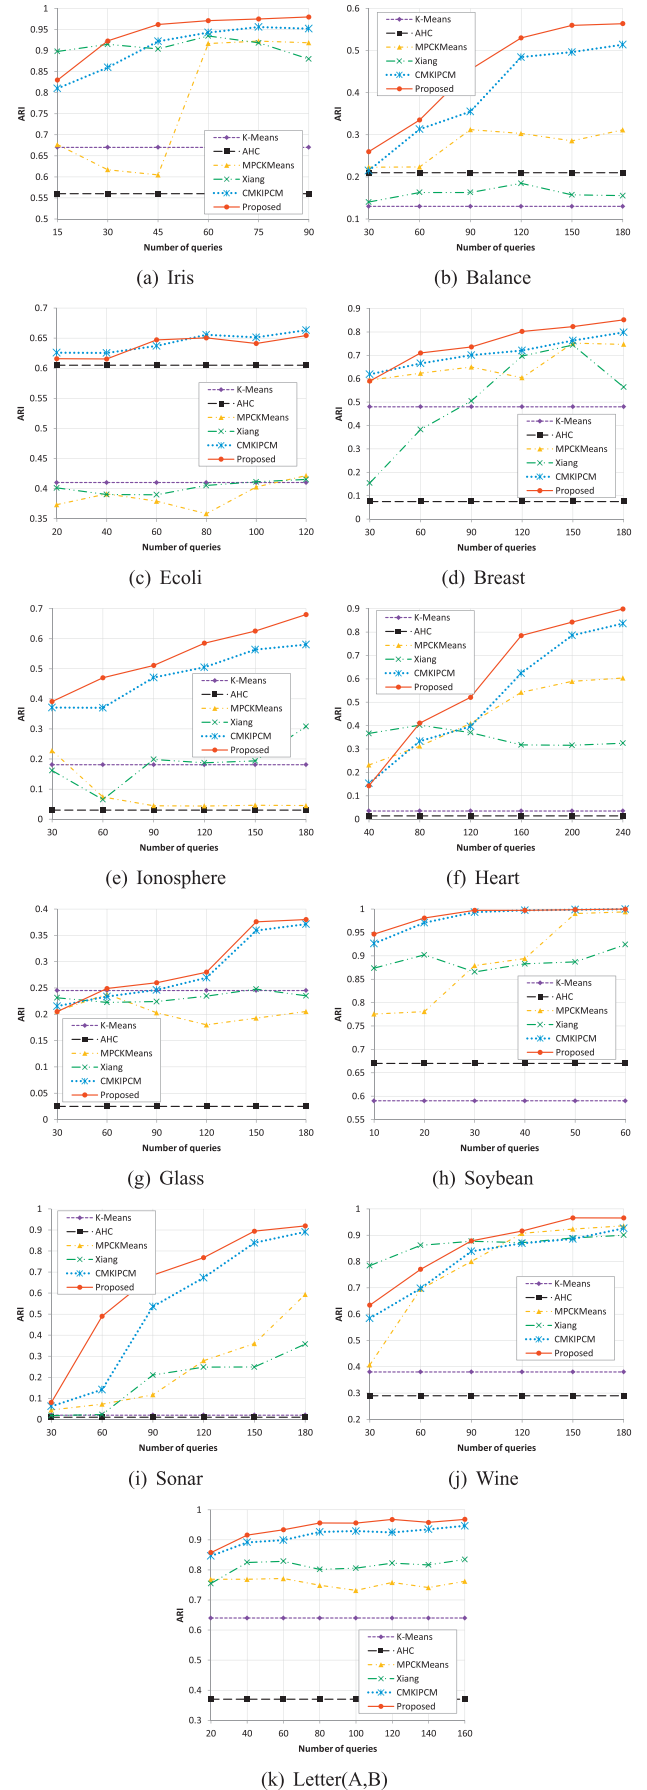 1
0.95
0.9
0.85
0.8
0.75
0.7
0.65
0.6
0.55
0.5
ARI
K-Means
AHC
MPCKMeans
Xiang
CMKIPCM
Proposed
15 30 45 60 75 90
Number of queries
(a) Iris
0.6
0.5
0.3
0.2
0.1
ARI
K-Means
AHC
MPCKMeans
Xiang
CMKIPCM
Proposed
30 60 90 120 150 180
Number of queries
(b) Balance
0.7
0.65
0.6
0.55
0.5
0.45
0.4
0.35
ARI
K-Means
AHC
MPCKMeans
Xiang
CMKIPCM
Proposed
20 40 60 80 100 120
Number of queries
(c) Ecoli
0.9
0.8
0.7
0.6
0.5
0.4
0.3
0.2
0.1
0
ARI
K-Means
AHC
MPCKMeans
Xiang
CMKIPCM
Proposed
30 60 90 120 150 180
Number of queries
(d) Breast
0.7
0.6
0.5
0.4
0.3
0.2
0.1
0
ARI
K-Means
AHC
MPCKMeans
Xiang
CMKIPCM
Proposed
30 60 90 120 150 180
Number of queries
(e) Ionosphere
0.9
0.8
0.7
0.6
0.5
0.4
0.3
0.2
0.1
0
ARI
K-Means
AHC
MPCKMeans
Xiang
CMKIPCM
Proposed
40 80 120 160 200 240
Number of queries
(f) Heart
0.4
0.35
0.3
0.25
0.2
0.15
0.1
0.05
0
ARI
K-Means
AHC
MPCKMeans
Xiang
CMKIPCM
Proposed
30 60 90 120 150 180
Number of queries
(g) Glass
1
0.95
0.9
0.85
0.8
0.75
0.7
0.65
0.6
0.55
ARI
K-Means
AHC
MPCKMeans
Xiang
CMKIPCM
Proposed
10 20 30 40 50 60
Number of queries
(h) Soybean
1
0.9
0.8
0.7
0.6
0.5
0.4
0.3
0.2
0.1
0
ARI
K-Means
AHC
MPCKMeans
Xiang
CMKIPCM
Proposed
30 60 90 120 150 180
Number of queries
(i) Sonar
1
0.9
0.8
0.7
0.6
0.5
0.4
0.3
0.2
ARI
K-Means
AHC
MPCKMeans
Xiang
CMKIPCM
Proposed
30 60 90 120 150 180
Number of queries
(j) Wine
1
0.9
0.8
0.7
0.6
0.5
0.4
0.3
ARI
K-Means
AHC
MPCKMeans
Xiang
CMKIPCM
Proposed
20 40 60 80 100 120 140 160
Number of queries
(k) Letter(A,B)